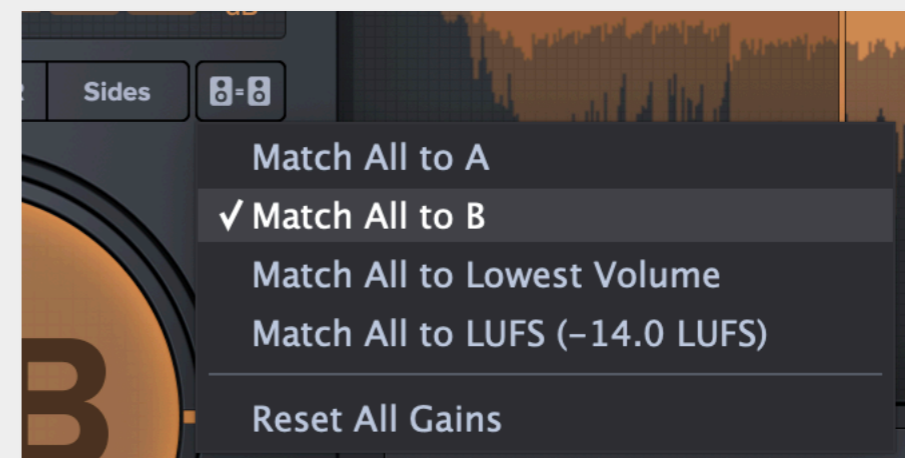 dB
Sides
Match All to A
✓ Match All to B
Match All to Lowest Volume
Match All to LUFS (-14.0 LUFS)
Reset All Gains
B